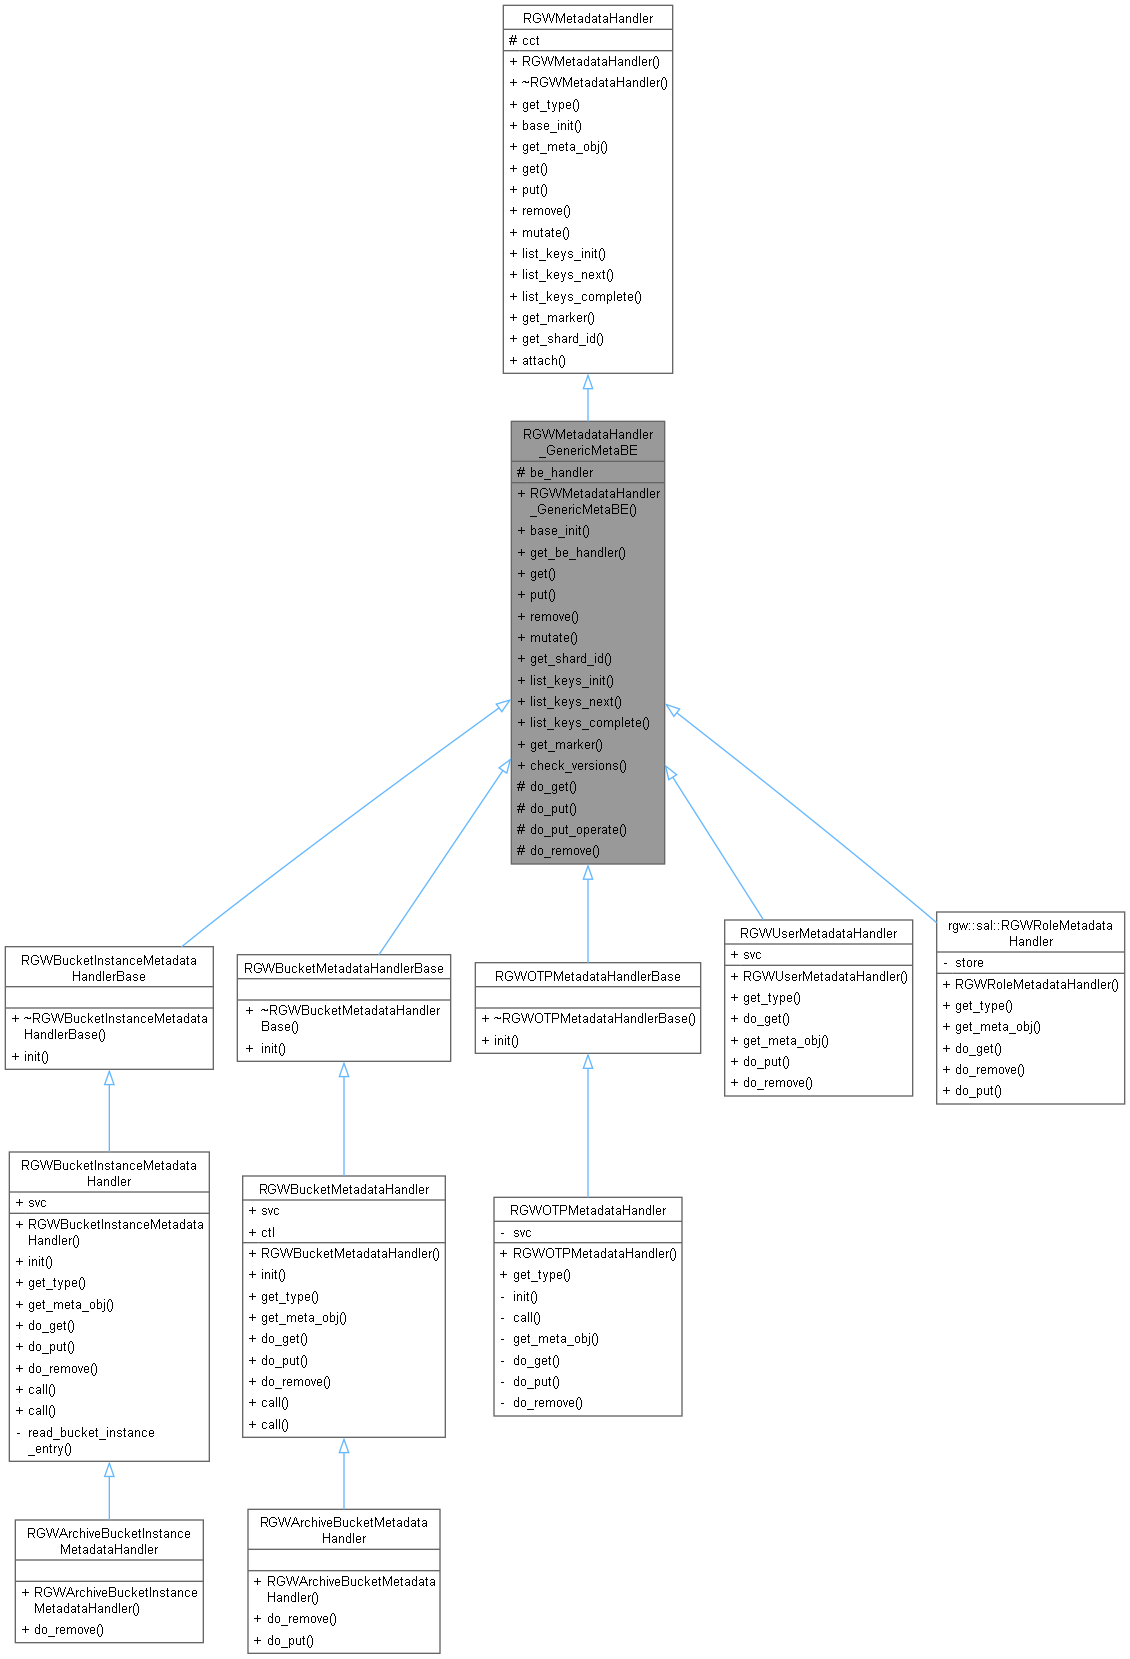 RGWMetadataHandler
# cct
+ RGWMetadataHandler()
+ ~RGWMetadataHandler()
+ get_type()
+ base_init()
+ get_meta_obj()
+ get()
+ put()
+ remove()
+ mutate()
+ list_keys_init()
+ list_keys_next()
+ list_keys_complete()
+ get_marker()
+ get_shard_id()
+ attach()
RGWMetadataHandler
_GenericMetaBE
# be_handler
+ RGWMetadataHandler
_GenericMetaBE()
+ base_init()
+ get_be_handler()
+ get()
+ put()
+ remove()
+ mutate()
+ get_shard_id()
+ list_keys_init()
+ list_keys_next()
+ list_keys_complete()
+ get_marker()
+ check_versions()
# do_get()
# do_put()
# do_put_operate()
# do_remove()
RGWBucketInstanceMetadata
HandlerBase
+ ~RGWBucketInstanceMetadata
HandlerBase()
+ init()
RGWBucketMetadataHandlerBase
+ ~RGWBucketMetadataHandler
Base()
+ init()
RGWOTPMetadataHandlerBase
+ ~RGWOTPMetadataHandlerBase()
+ init()
RGWUserMetadataHandler
+ svc
+ RGWUserMetadataHandler()
+ get_type()
+ do_get()
+ get_meta_obj()
+ do_put()
+ do_remove()
rgw::sal::RGWRoleMetadata
Handler
- store
+ RGWRoleMetadataHandler()
+ get_type()
+ get_meta_obj()
+ do_get()
+ do_remove()
+ do_put()
RGWBucketInstanceMetadata
Handler
+ svc
+ RGWBucketInstanceMetadata
Handler()
+ init()
+ get_type()
+ get_meta_obj()
+ do_get()
+ do_put()
+ do_remove()
+ call()
+ call()
- read_bucket_instance
_entry()
RGWBucketMetadataHandler
+ svc
+ ctl
+ RGWBucketMetadataHandler()
+ init()
+ get_type()
+ get_meta_obj()
+ do_get()
+ do_put()
+ do_remove()
+ call()
+ call()
RGWOTPMetadataHandler
- svc
+ RGWOTPMetadataHandler()
+ get_type()
- init()
- call()
- get_meta_obj()
- do_get()
- do_put()
- do_remove()
RGWArchiveBucketInstance
MetadataHandler
+ RGWArchiveBucketInstance
MetadataHandler()
+ do_remove()
RGWArchiveBucketMetadata
Handler
+ RGWArchiveBucketMetadata
Handler()
+ do_remove()
+ do_put()